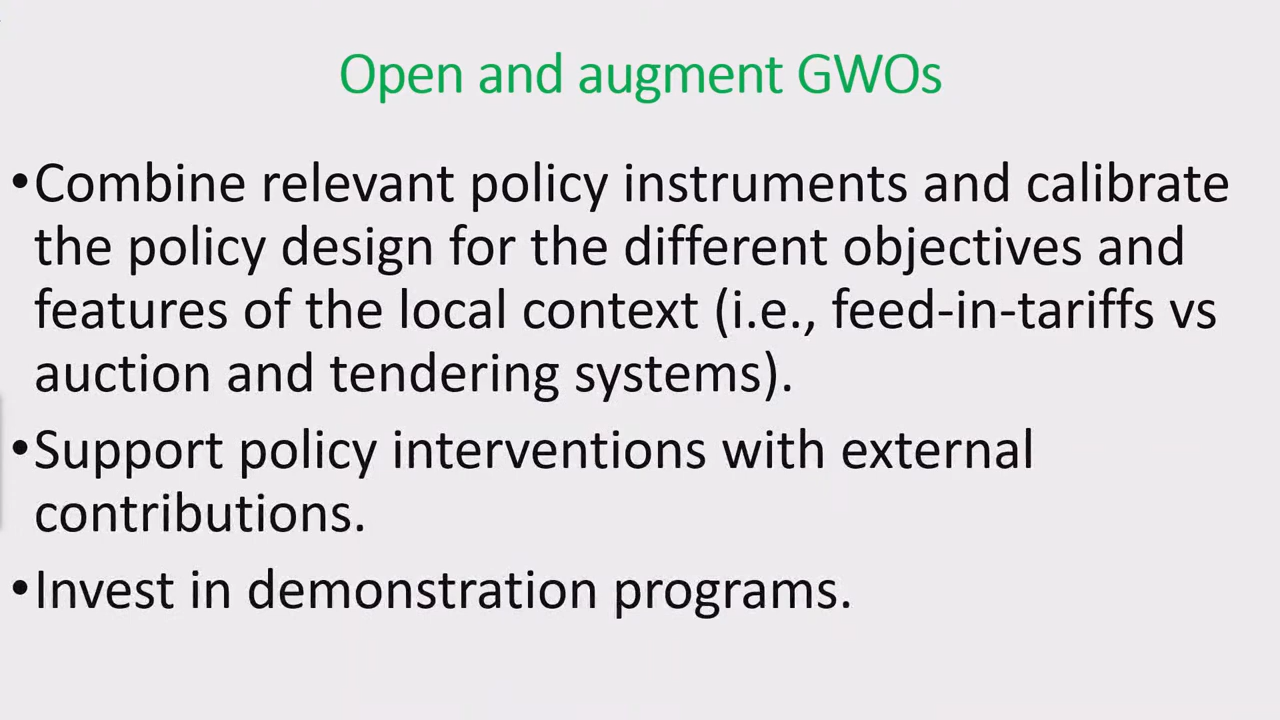 Open and augment GWOs
•Combine relevant policy instruments and calibrate
the policy design for the different objectives and
features of the local context (i.e., feed-in-tariffs vs
auction and tendering systems).
•Support policy interventions with external
contributions.
•Invest in demonstration programs.